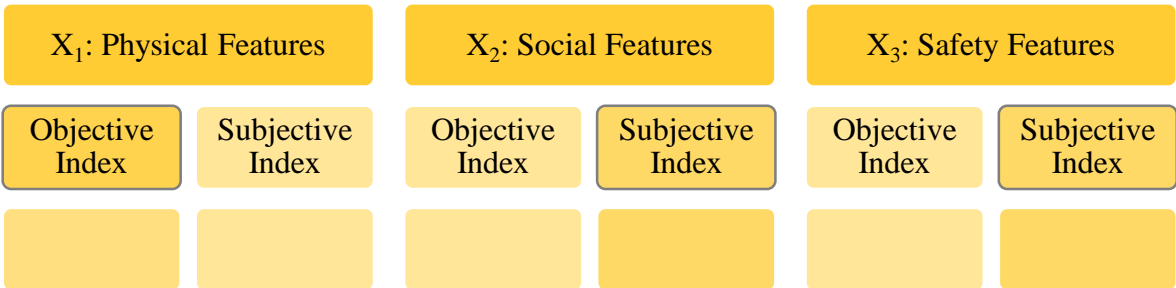 X₁: Physical Features
X₂: Social Features
X₃: Safety Features
Objective
Index
Subjective
Index
Objective
Index
Subjective
Index
Objective
Index
Subjective
Index